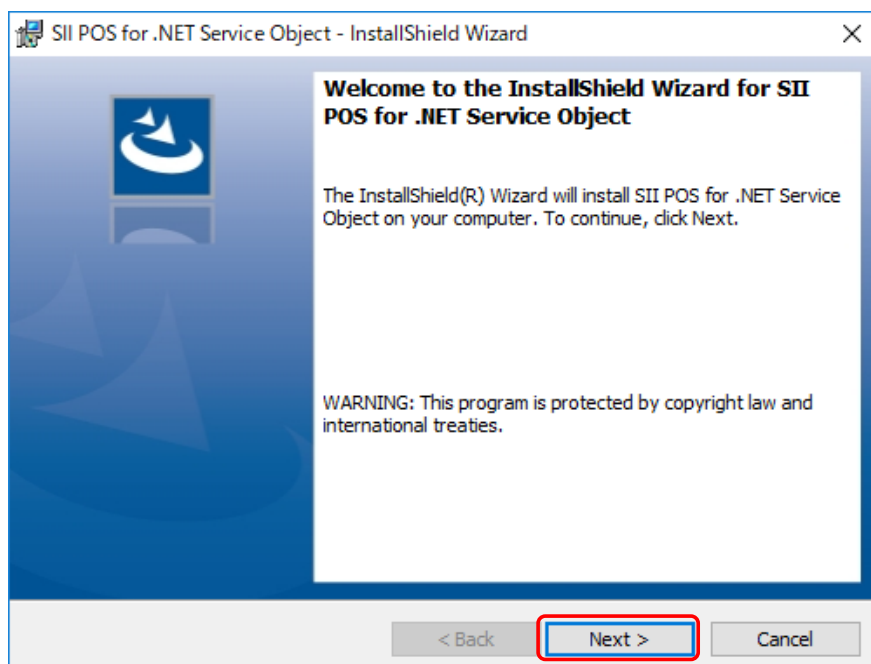 SII POS for .NET Service Object - InstallShield Wizard
Welcome to the InstallShield Wizard for SII
POS for .NET Service Object
The InstallShield(R) Wizard will install SII POS for .NET Service
Object on your computer. To continue, click Next.
WARNING: This program is protected by copyright law and
international treaties.
< Back
Next >
Cancel